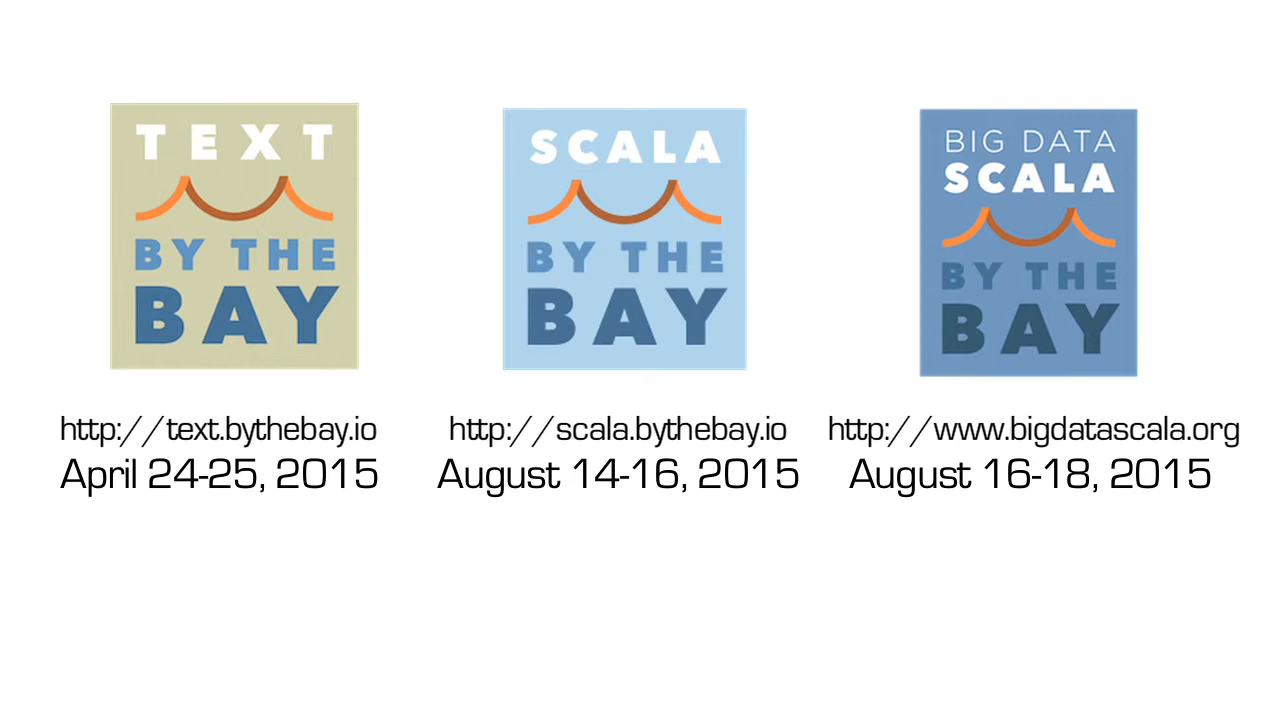 TEXT
BY THE
BAY
http://text.bythebay.io
April 24-25, 2015
SCALA
BY THE
BAY
http://scala.bythebay.io
August 14-16, 2015
BIG DATA
SCALA
BY THE
BAY
http://www.bigdatascala.org
August 16-18, 2015